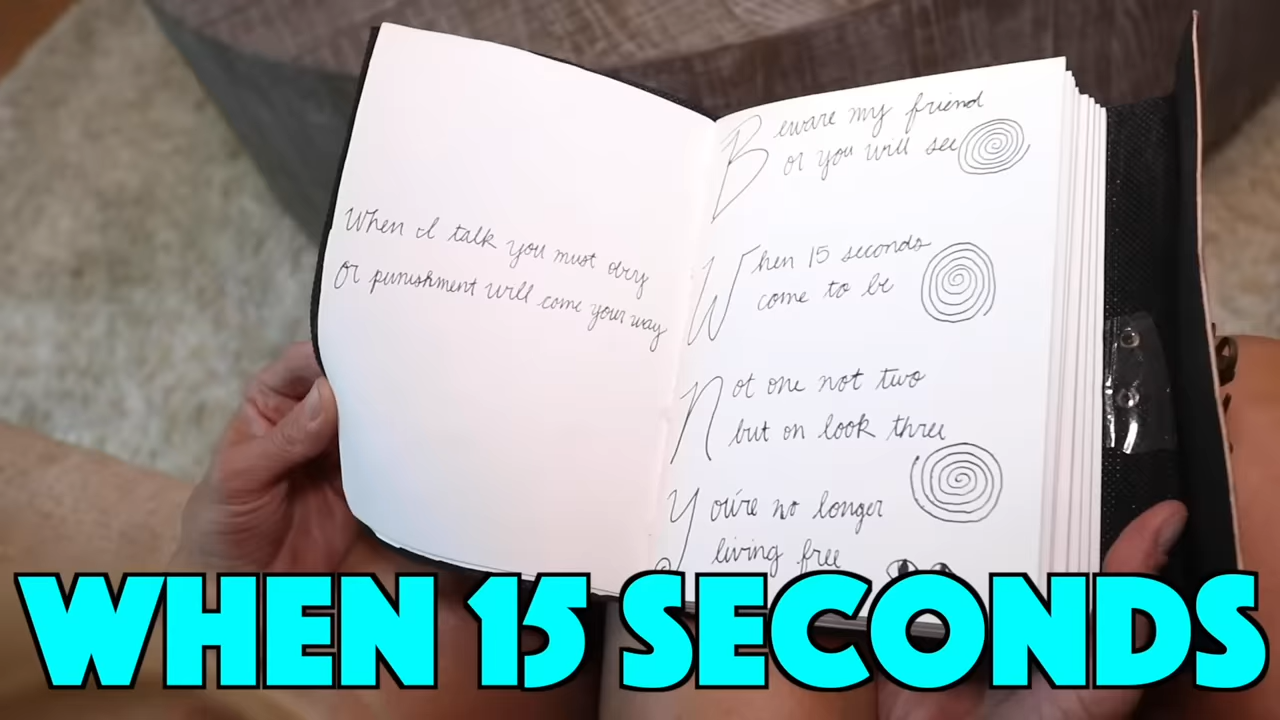 When I talk you must obey
Or punishment will come your way
Beware my friend
or you will see
When 15 seconds
come to be
Not one not two
but on look three
You're no longer
living free
WHEN 15 SECONDS